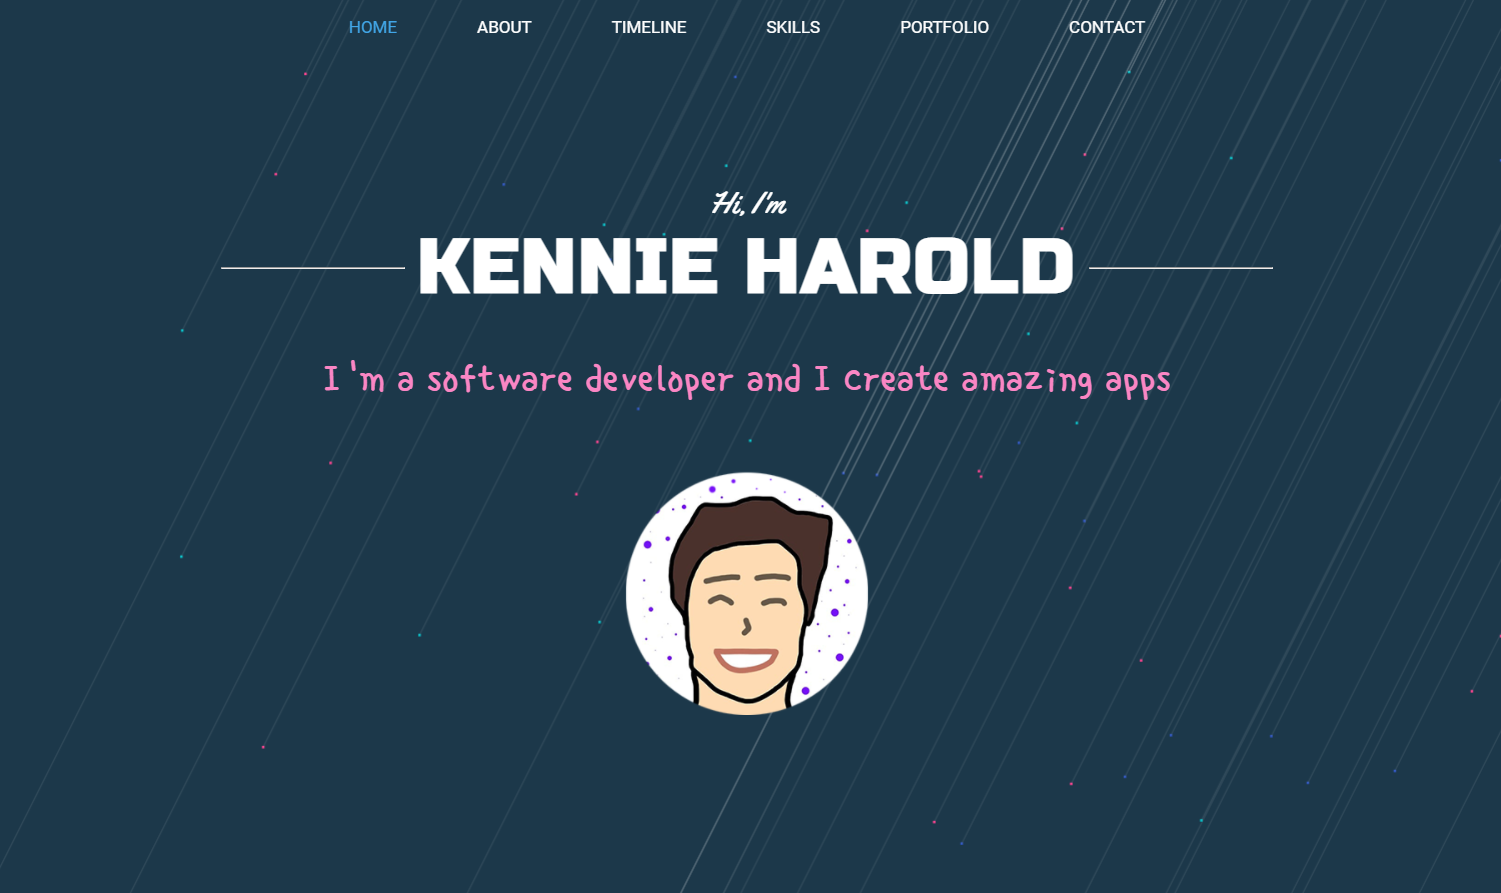 HOME ABOUT TIMELINE SKILLS PORTFOLIO CONTACT
Hi, I'm
KENNIE HAROLD
I 'm a software developer and I Create amazing apps